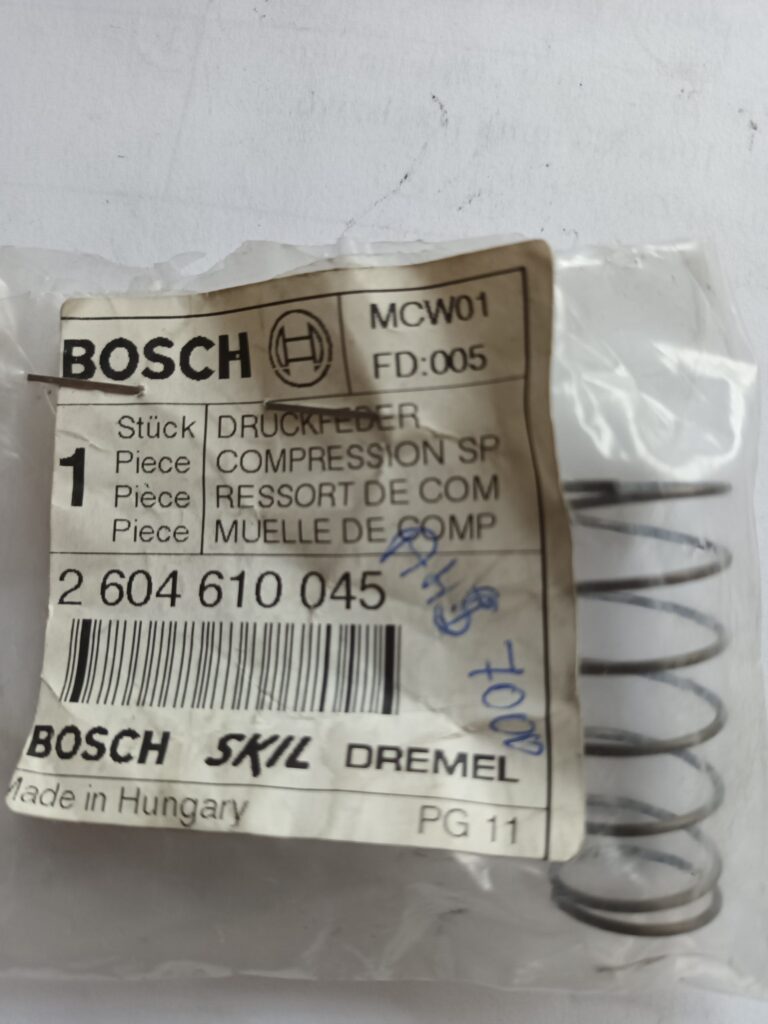 BOSCH
MCW01
FD:005
1
Stück DRUCKFEDER
Piece COMPRESSION SP
Pièce RESSORT DE COM
Piece MUELLE DE COMP
2 604 610 045
7000
BOSCH SKIL DREMEL
Made in Hungary PG 11